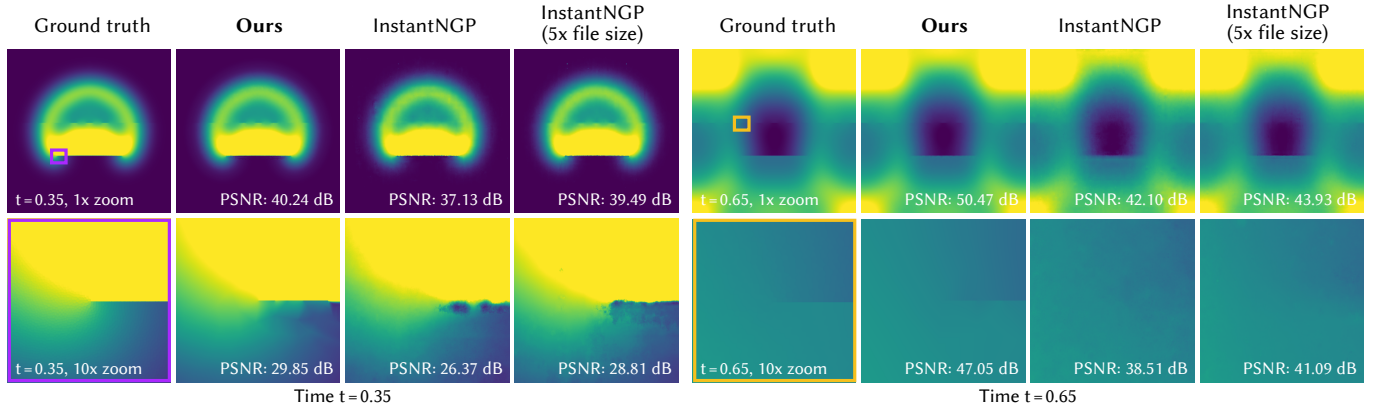 Ground truth
Ours
InstantNGP
InstantNGP
(5x file size)
Ground truth
Ours
InstantNGP
InstantNGP
(5x file size)
t = 0.35, 1x zoom
PSNR: 40.24 dB
PSNR: 37.13 dB
PSNR: 39.49 dB
t = 0.65, 1x zoom
PSNR: 50.47 dB
PSNR: 42.10 dB
PSNR: 43.93 dB
t = 0.35, 10x zoom
PSNR: 29.85 dB
PSNR: 26.37 dB
PSNR: 28.81 dB
t = 0.65, 10x zoom
PSNR: 47.05 dB
PSNR: 38.51 dB
PSNR: 41.09 dB
Time t = 0.35
Time t = 0.65